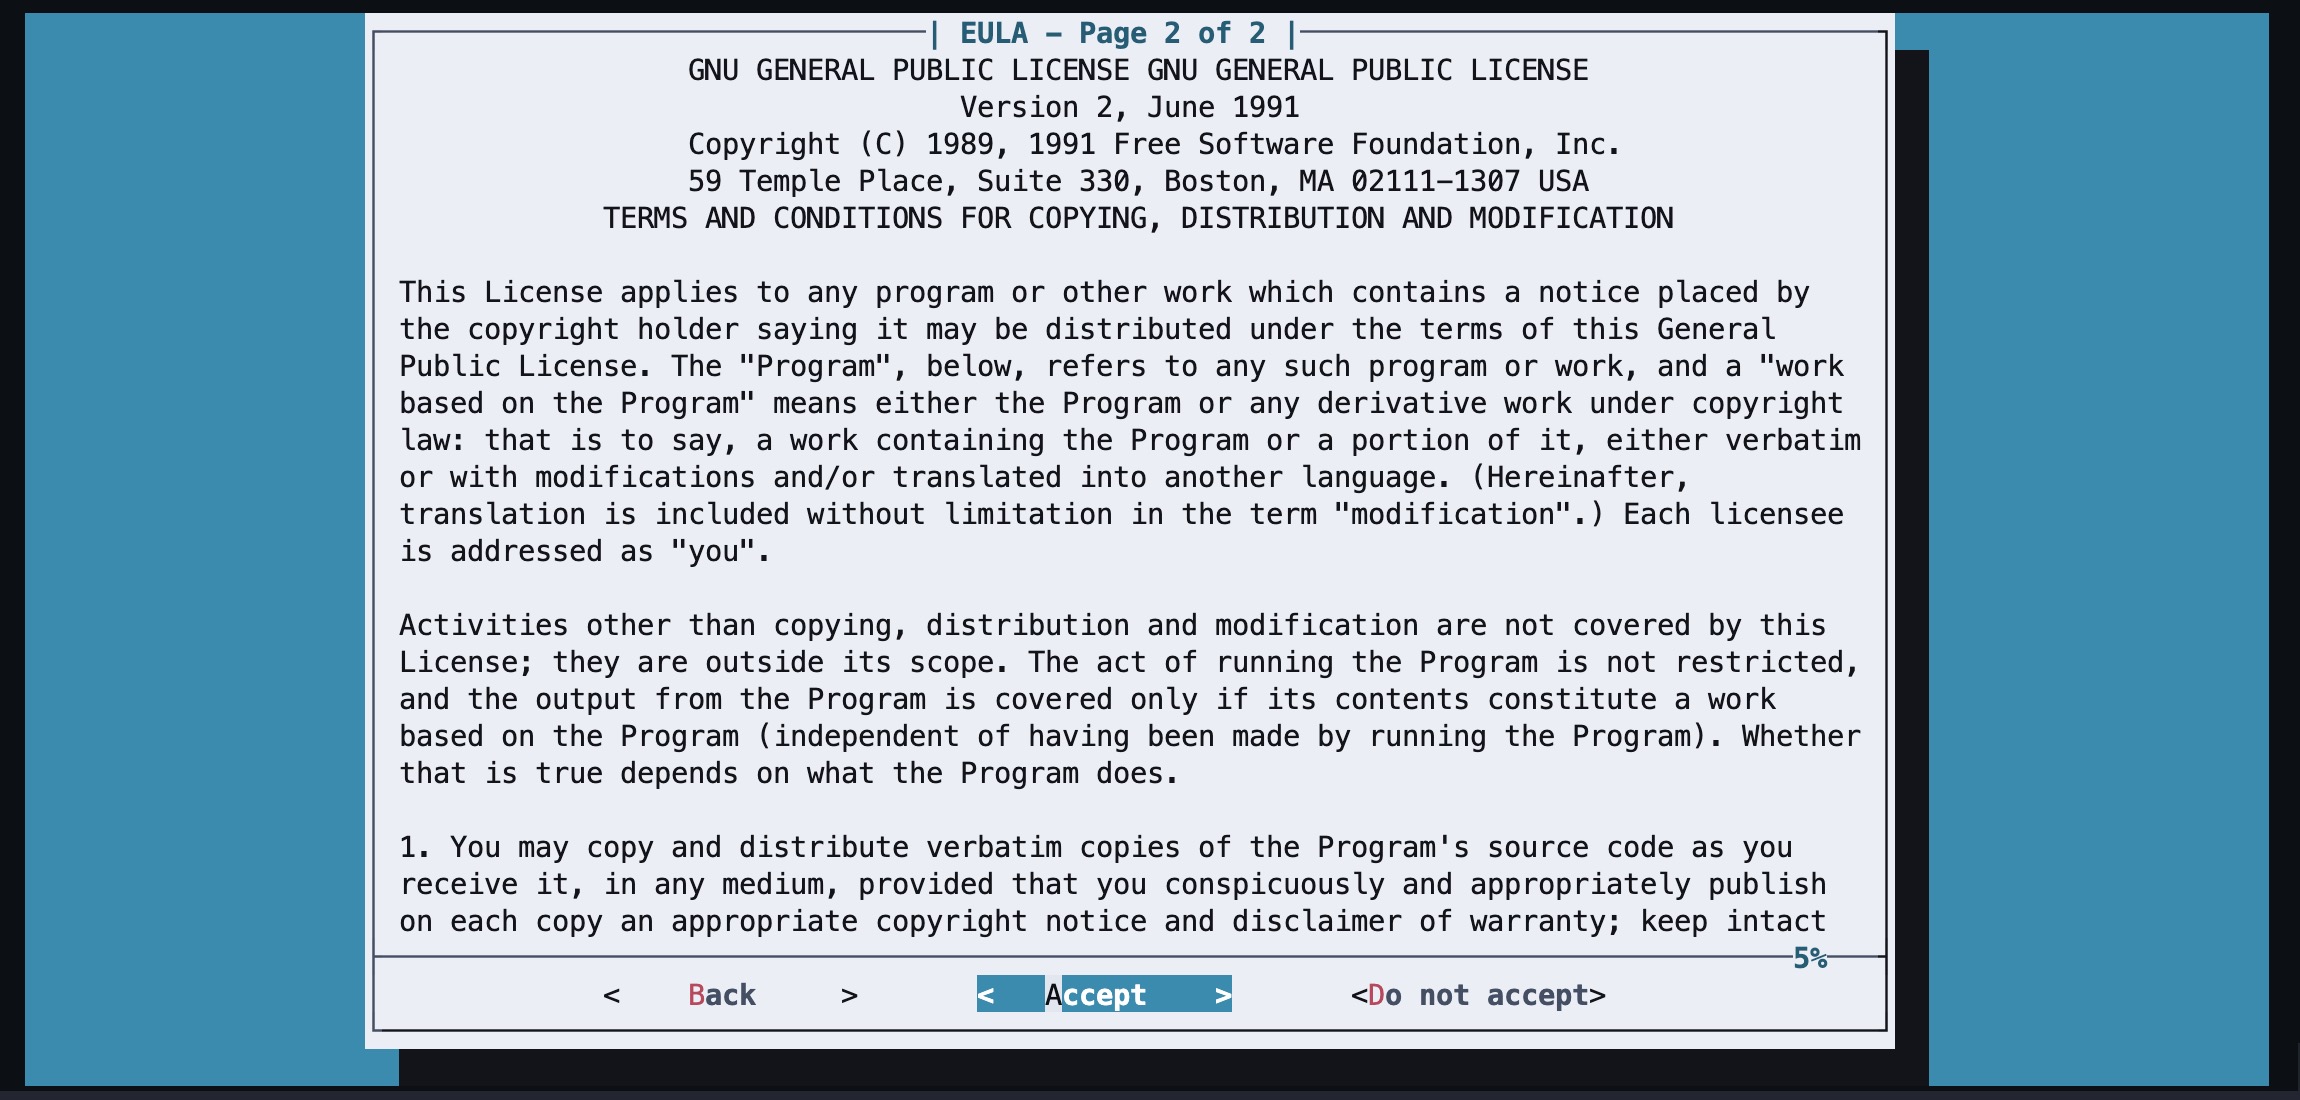 | EULA - Page 2 of 2 |
GNU GENERAL PUBLIC LICENSE GNU GENERAL PUBLIC LICENSE
Version 2, June 1991
Copyright (C) 1989, 1991 Free Software Foundation, Inc.
59 Temple Place, Suite 330, Boston, MA 02111-1307 USA
TERMS AND CONDITIONS FOR COPYING, DISTRIBUTION AND MODIFICATION
This License applies to any program or other work which contains a notice placed by
the copyright holder saying it may be distributed under the terms of this General
Public License. The "Program", below, refers to any such program or work, and a "work
based on the Program" means either the Program or any derivative work under copyright
law: that is to say, a work containing the Program or a portion of it, either verbatim
or with modifications and/or translated into another language. (Hereinafter,
translation is included without limitation in the term "modification".) Each licensee
is addressed as "you".
Activities other than copying, distribution and modification are not covered by this
License; they are outside its scope. The act of running the Program is not restricted,
and the output from the Program is covered only if its contents constitute a work
based on the Program (independent of having been made by running the Program). Whether
that is true depends on what the Program does.
1. You may copy and distribute verbatim copies of the Program's source code as you
receive it, in any medium, provided that you conspicuously and appropriately publish
on each copy an appropriate copyright notice and disclaimer of warranty; keep intact
5%
< Back > < Accept > <Do not accept>